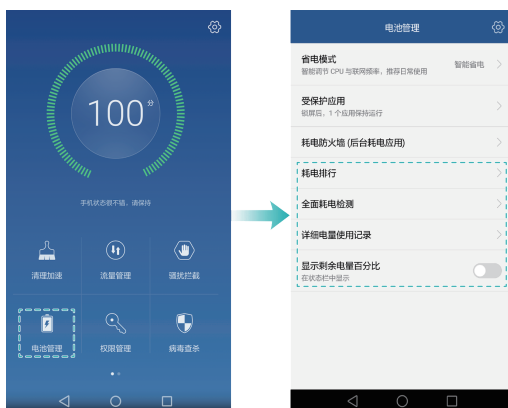 100分
手机状态很不错，请保持
清理加速
流量管理
骚扰拦截
电池管理
权限管理
病毒查杀
电池管理
省电模式
智能调节 CPU 与联网频率，推荐日常使用
智能省电
受保护应用
锁屏后，1 个应用保持运行
耗电防火墙 (后台耗电应用)
耗电排行
全面耗电检测
详细电量使用记录
显示剩余电量百分比
在状态栏中显示